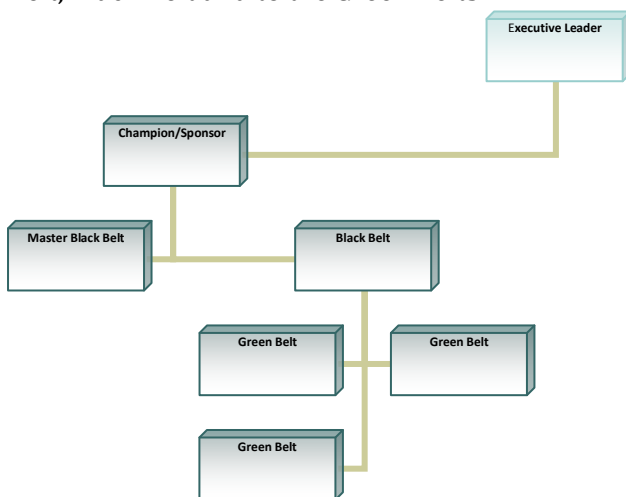 Executive Leader
Champion/Sponsor
Master Black Belt
Black Belt
Green Belt
Green Belt
Green Belt